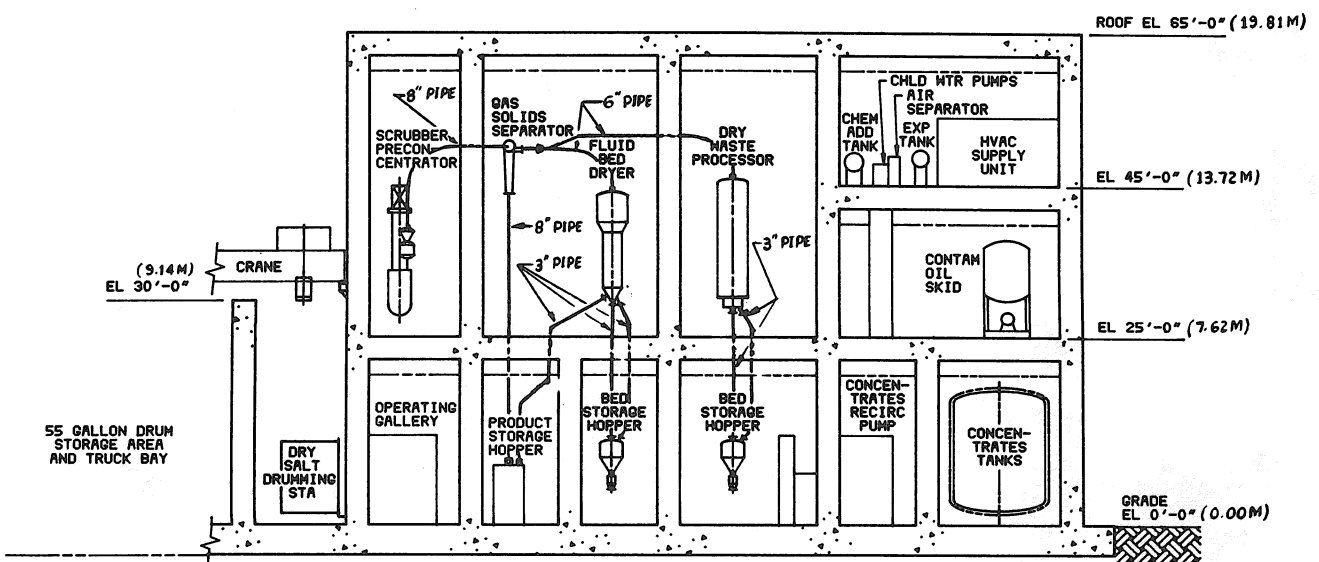 ROOF EL 65'-0" (19.81M)
8" PIPE
GAS
SOLIDS
SEPARATOR
6" PIPE
CHLD WTR PUMPS
AIR
SEPARATOR
CHEM
ADD
TANK
EXP
TANK
HVAC
SUPPLY
UNIT
SCRUBBER
PRECON
CENTRATOR
FLUID
BED
DRYER
DRY
WASTE
PROCESSOR
EL 45'-0" (13.72M)
8" PIPE
3" PIPE
3" PIPE
CRANE
(9.14M)
EL 30'-0"
CONTAM
OIL
SKID
EL 25'-0" (7.62M)
OPERATING
GALLERY
PRODUCT
STORAGE
HOPPER
BED
STORAGE
HOPPER
BED
STORAGE
HOPPER
CONCEN-
TRATES
RECIRC
PUMP
CONCEN-
TRATES
TANKS
55 GALLON DRUM
STORAGE AREA
AND TRUCK BAY
DRY
SALT
DRUMMING
STA
GRADE
EL 0'-0" (0.00M)